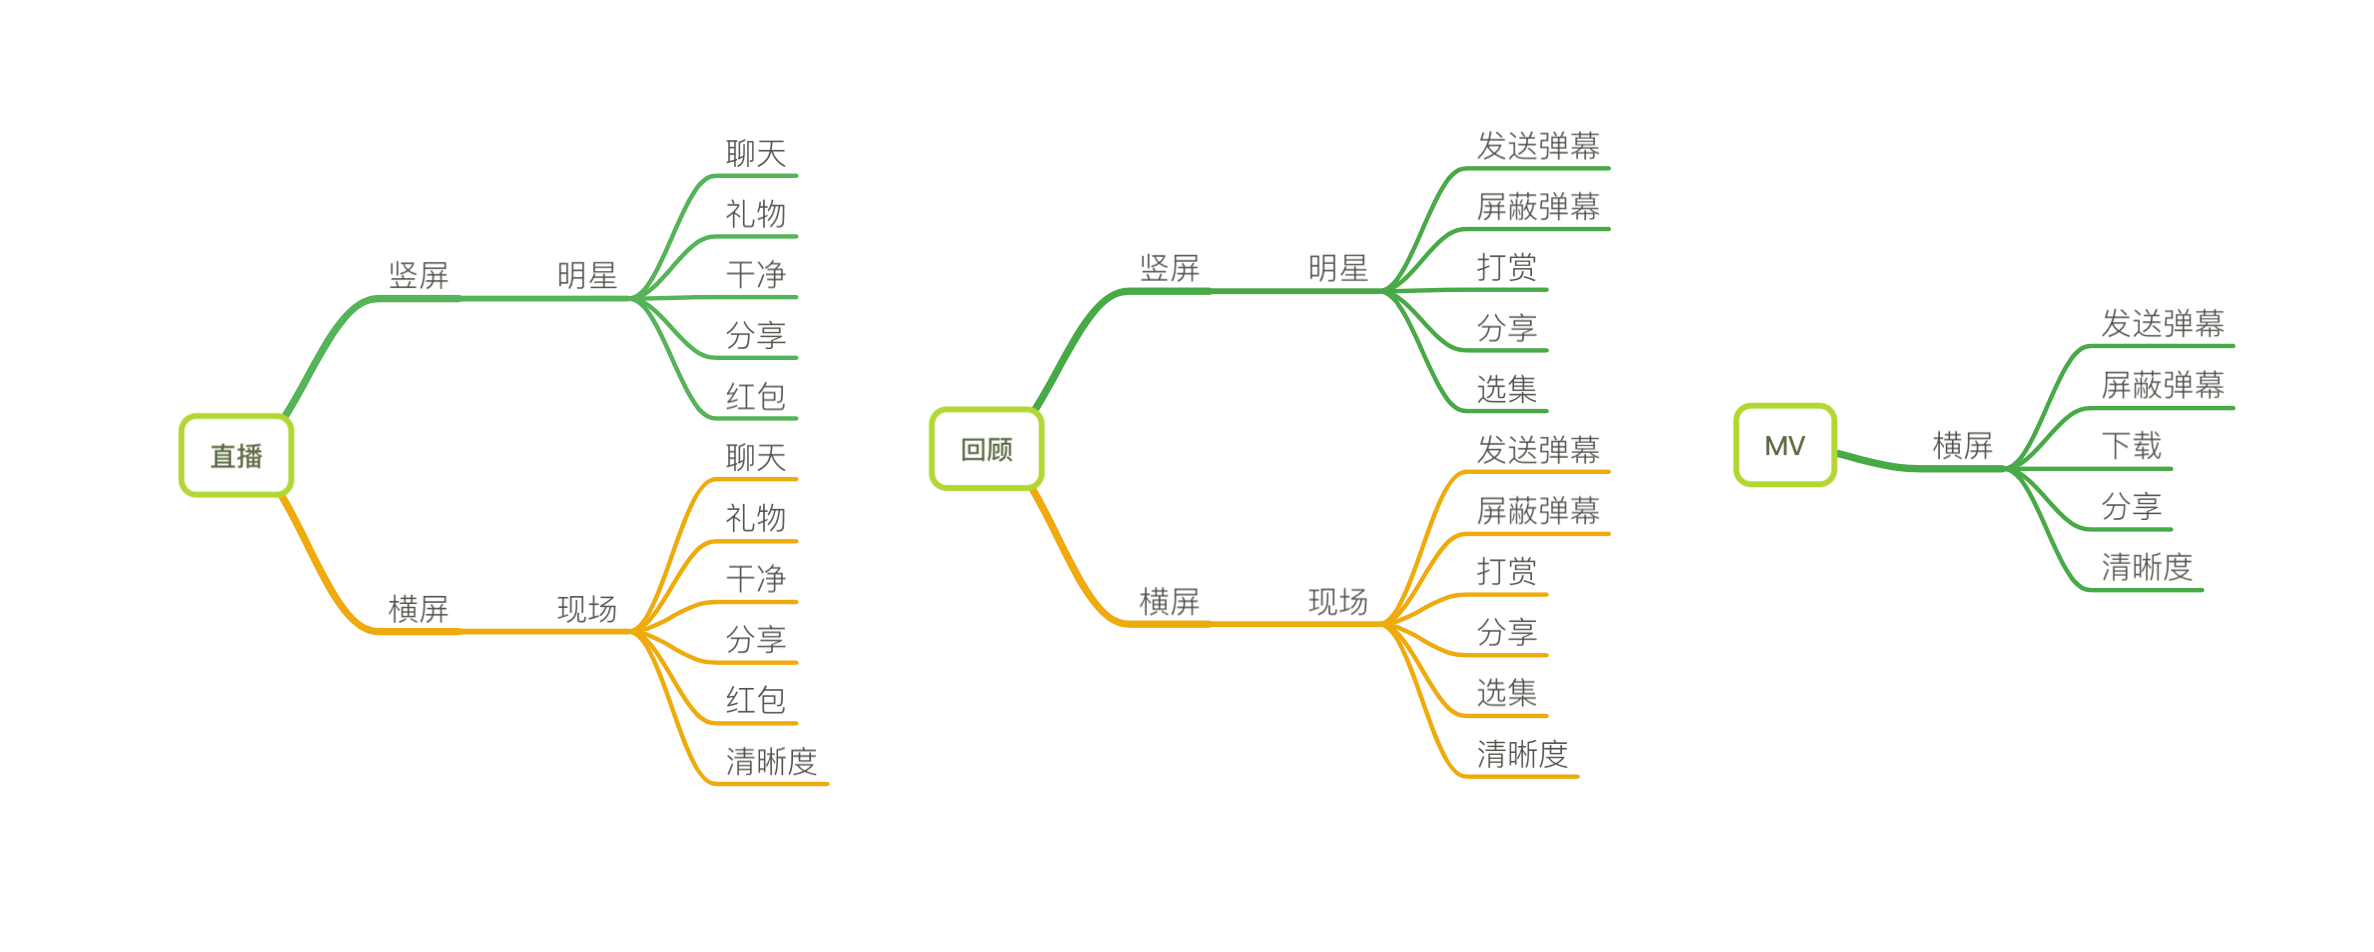 直播
竖屏
明星
聊天
礼物
干净
分享
红包
横屏
现场
聊天
礼物
干净
分享
红包
清晰度
回顾
竖屏
明星
发送弹幕
屏蔽弹幕
打赏
分享
选集
横屏
现场
发送弹幕
屏蔽弹幕
打赏
分享
选集
清晰度
MV
横屏
发送弹幕
屏蔽弹幕
下载
分享
清晰度